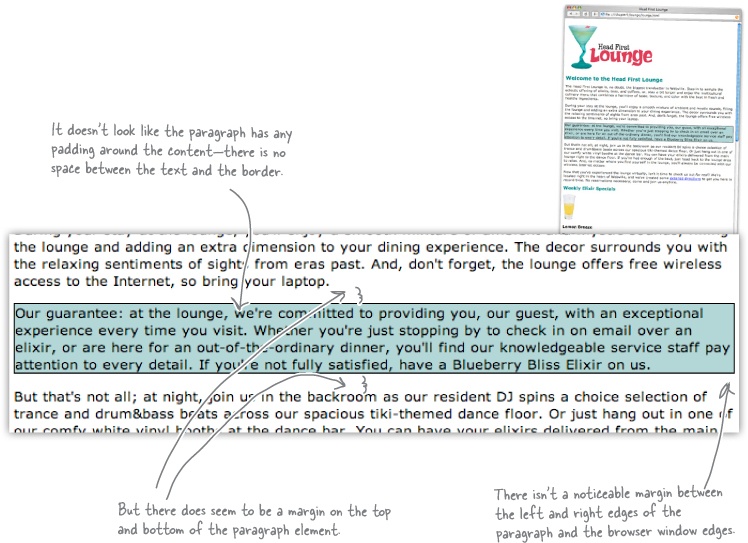 Head First Lounge
Head First
Lounge
Welcome to the Head First Lounge
Weekly Elixir Specials
Lemon Breeze
It doesn't look like the paragraph has any
padding around the content—there is no
space between the text and the border.
the lounge and adding an extra dimension to your dining experience. The decor surrounds you with
the relaxing sentiments of sights from eras past. And, don't forget, the lounge offers free wireless
access to the Internet, so bring your laptop.
Our guarantee: at the lounge, we're committed to providing you, our guest, with an exceptional
experience every time you visit. Whether you're just stopping by to check in on email over an
elixir, or are here for an out-of-the-ordinary dinner, you'll find our knowledgeable service staff pay
attention to every detail. If you're not fully satisfied, have a Blueberry Bliss Elixir on us.
But that's not all; at night, join us in the backroom as our resident DJ spins a choice selection of
trance and drum&bass beats across our spacious tiki-themed dance floor. Or just hang out in one of
our comfy white vinyl booths at the dance bar. You can have your elixirs delivered from the main
But there does seem to be a margin on the top
and bottom of the paragraph element.
There isn't a noticeable margin between
the left and right edges of the
paragraph and the browser window edges.